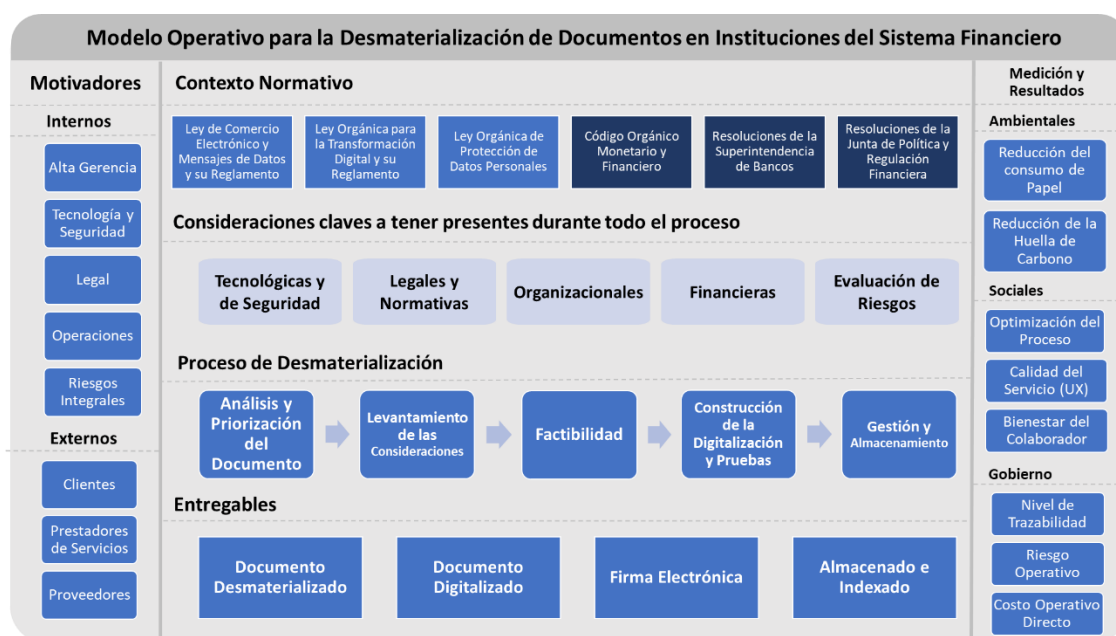 Modelo Operativo para la Desmaterialización de Documentos en Instituciones del Sistema Financiero
Motivadores
Internos
Alta Gerencia
Tecnología y
Seguridad
Legal
Operaciones
Riesgos
Integrales
Externos
Clientes
Prestadores
de Servicios
Proveedores
Contexto Normativo
Ley de Comercio
Electrónico y
Mensajes de Datos
y su Reglamento
Ley Orgánica para
la Transformación
Digital y su
Reglamento
Ley Orgánica de
Protección de
Datos Personales
Código Orgánico
Monetario y
Financiero
Resoluciones de la
Superintendencia
de Bancos
Resoluciones de la
Junta de Política y
Regulación
Financiera
Consideraciones claves a tener presentes durante todo el proceso
Tecnológicas y
de Seguridad
Legales y
Normativas
Organizacionales
Financieras
Evaluación de
Riesgos
Proceso de Desmaterialización
Análisis y
Priorización
del
Documento
Levantamiento
de las
Consideraciones
Factibilidad
Construcción
de la
Digitalización
y Pruebas
Gestión y
Almacenamiento
Entregables
Documento
Desmaterializado
Documento
Digitalizado
Firma Electrónica
Almacenado e
Indexado
Medición y
Resultados
Ambientales
Reducción del
consumo de
Papel
Reducción de la
Huella de
Carbono
Sociales
Optimización del
Proceso
Calidad del
Servicio (UX)
Bienestar del
Colaborador
Gobierno
Nivel de
Trazabilidad
Riesgo
Operativo
Costo Operativo
Directo